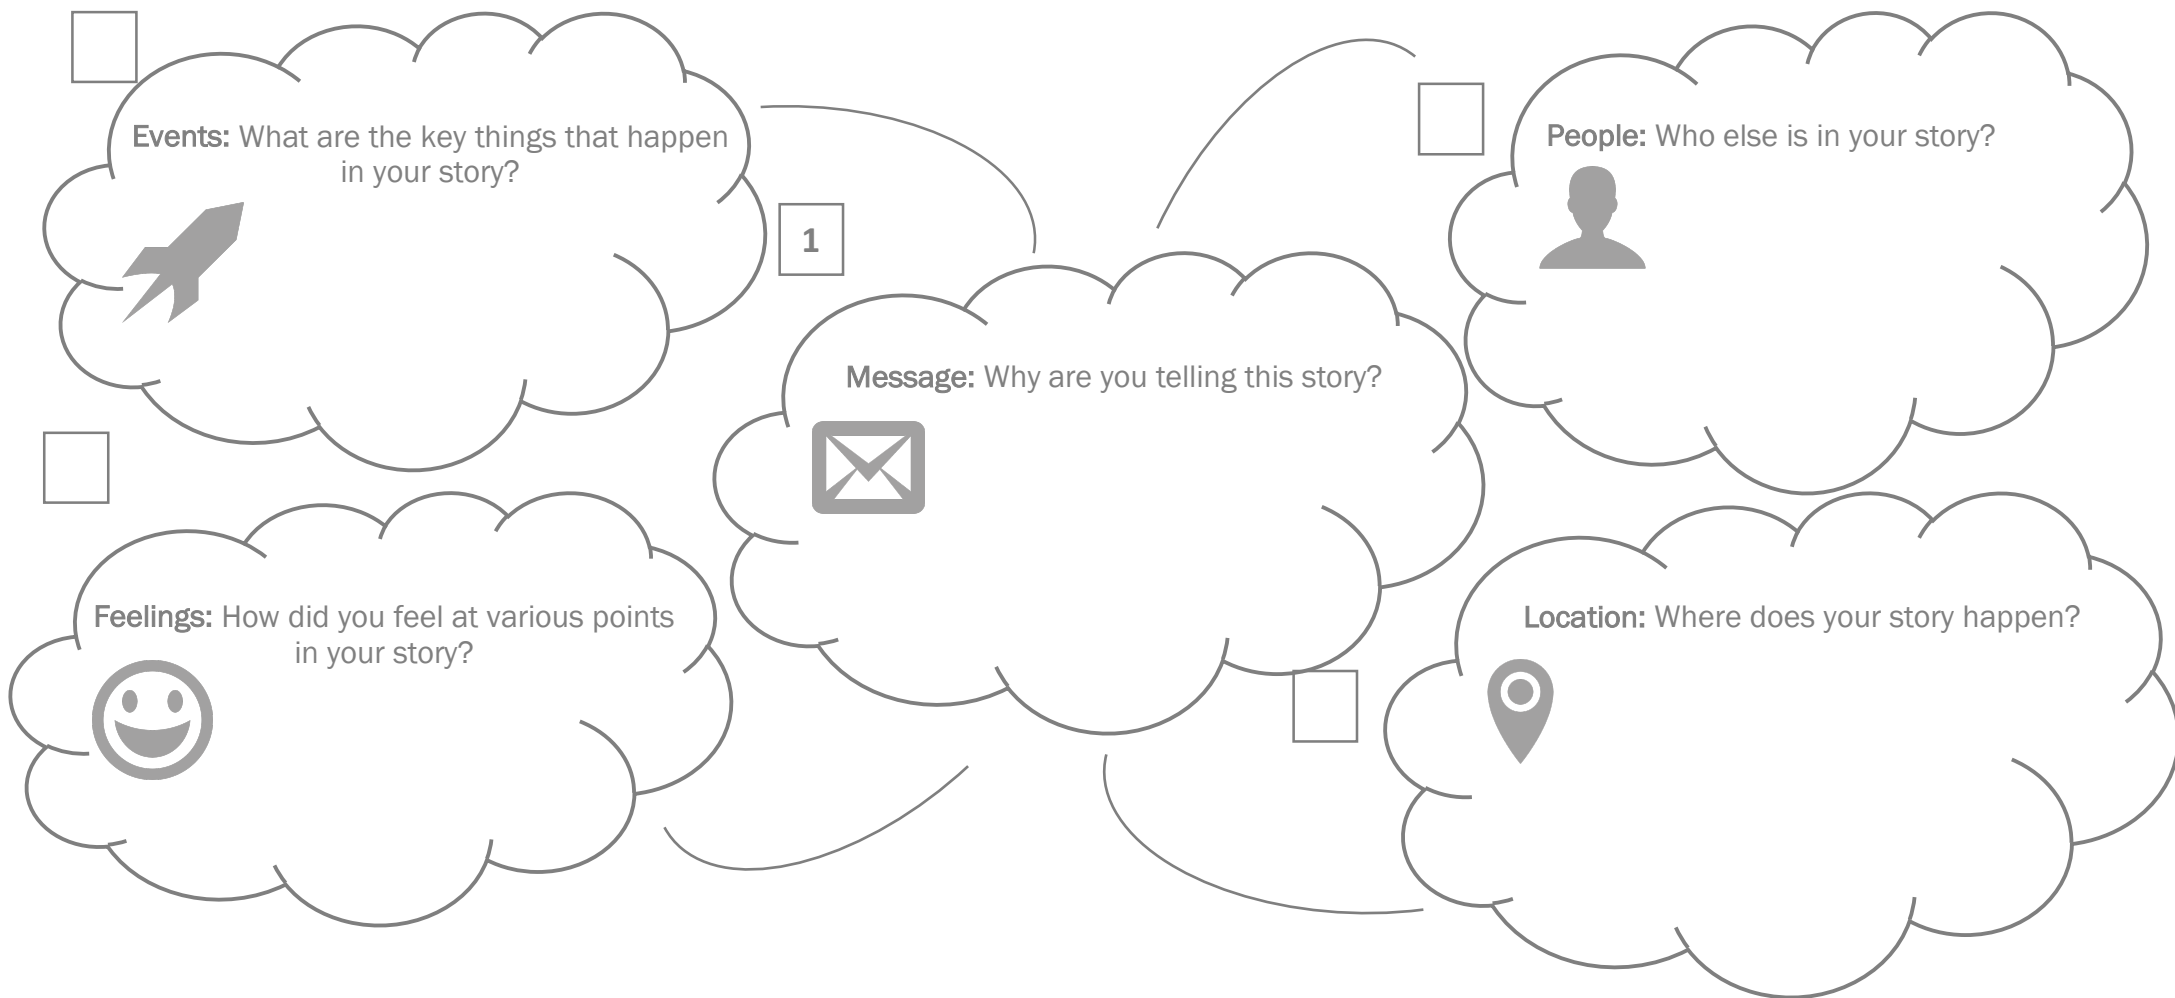 Events: What are the key things that happen
in your story?
People: Who else is in your story?
1
Message: Why are you telling this story?
Feelings: How did you feel at various points
in your story?
Location: Where does your story happen?